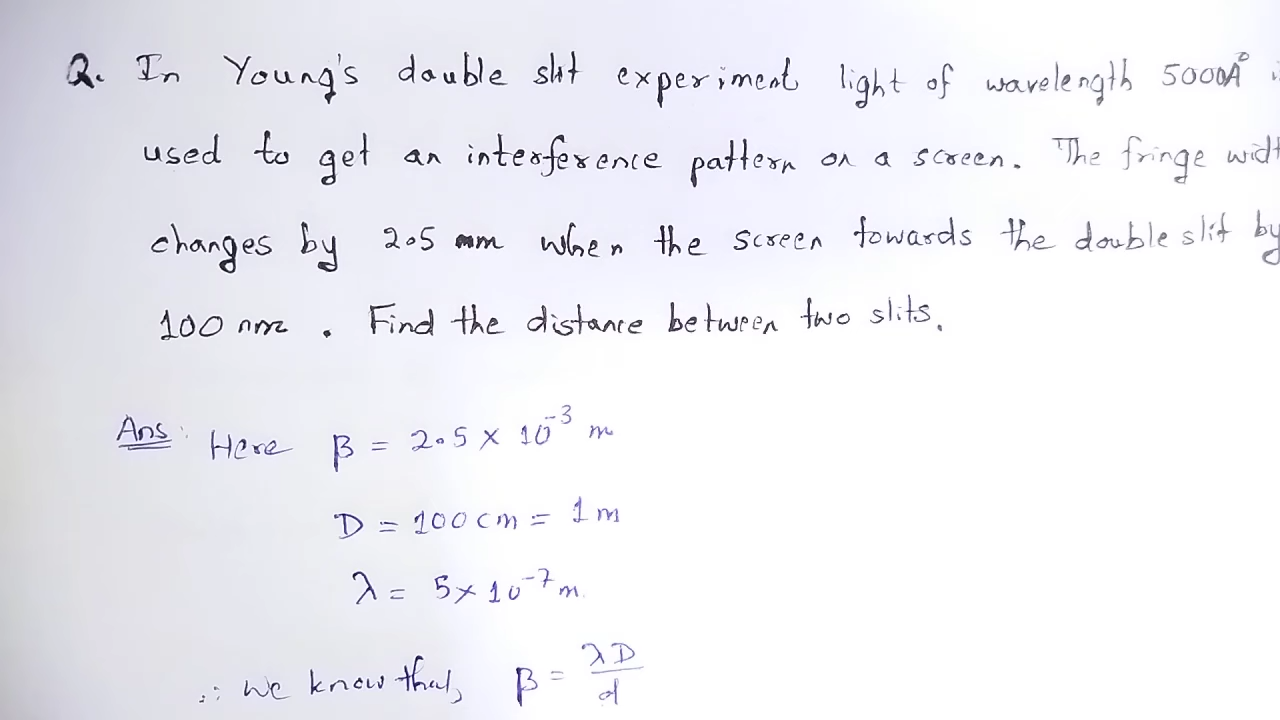 Q. In Young's double slit experiment light of wavelength 5000Å
used to get an interference pattern on a screen. The fringe
changes by 2.5 mm when the screen towards the double slit by
100 nm. Find the distance between two slits.
Ans: Here β = 2.5 × 10⁻³ m
D = 100 cm = 1 m
λ = 5 × 10⁻⁷ m.
∴ we know that, β = λD/d